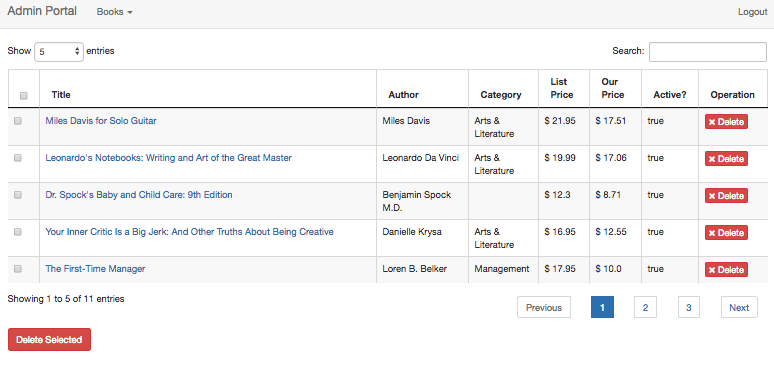 Admin Portal Books Logout
Show 5 entries Search:
Title Author Category List Price Our Price Active? Operation
Miles Davis for Solo Guitar Miles Davis Arts & Literature $ 21.95 $ 17.51 true Delete
Leonardo's Notebooks: Writing and Art of the Great Master Leonardo Da Vinci Arts & Literature $ 19.99 $ 17.06 true Delete
Dr. Spock's Baby and Child Care: 9th Edition Benjamin Spock M.D. $ 12.3 $ 8.71 true Delete
Your Inner Critic Is a Big Jerk: And Other Truths About Being Creative Danielle Krysa Arts & Literature $ 16.95 $ 12.55 true Delete
The First-Time Manager Loren B. Belker Management $ 17.95 $ 10.0 true Delete
Showing 1 to 5 of 11 entries Previous 1 2 3 Next
Delete Selected